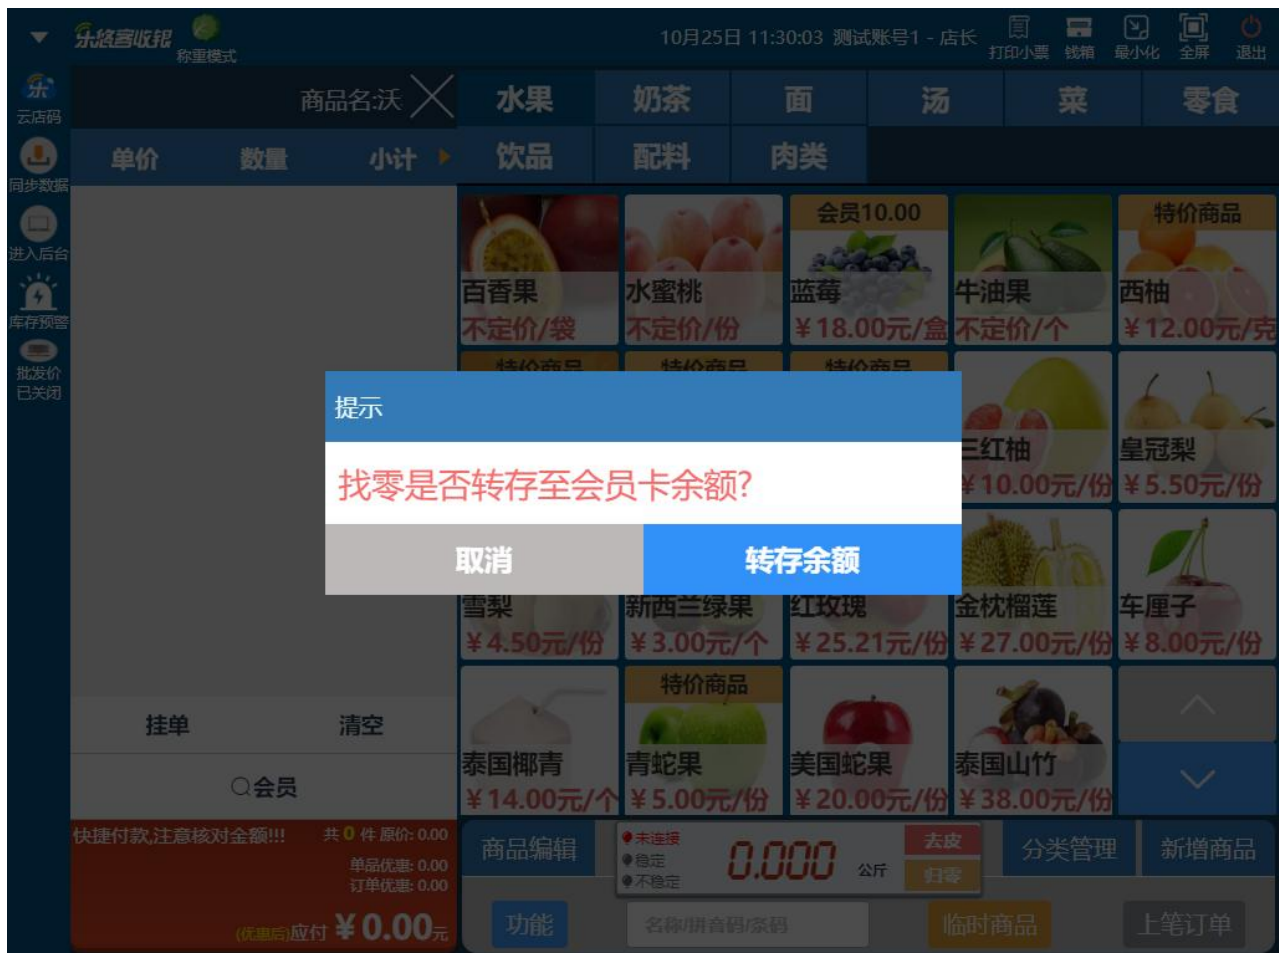 乐悠客收银
称重模式
10月25日 11:30:03 测试账号1 - 店长
打印小票
钱箱
最小化
全屏
退出
乐
云店码
同步数据
进入后台
库存预警
批发价
已关闭
商品名:沃
单价 数量 小计
水果 奶茶 面 汤 菜 零食
饮品 配料 肉类
百香果
不定价/袋
水蜜桃
不定价/份
会员10.00
蓝莓
¥18.00元/盒
牛油果
不定价/个
特价商品
西柚
¥12.00元/克
特价商品
特价商品
特价商品
三红柚
¥10.00元/份
皇冠梨
¥5.50元/份
提示
找零是否转存至会员卡余额?
取消 转存余额
雪梨
¥4.50元/份
新西兰绿果
¥3.00元/个
红玫瑰
¥25.21元/份
金枕榴莲
¥27.00元/份
车厘子
¥8.00元/份
泰国椰青
¥14.00元/个
特价商品
青蛇果
¥5.00元/份
美国蛇果
¥20.00元/份
泰国山竹
¥38.00元/份
挂单 清空
会员
快捷付款,注意核对金额!!! 共 0 件 原价: 0.00
单品优惠: 0.00
订单优惠: 0.00
(优惠后)应付 ¥0.00元
商品编辑
未连接
稳定
不稳定
0.000 公斤
去皮
归零
分类管理 新增商品
功能 名称/拼音码/条码 临时商品 上笔订单